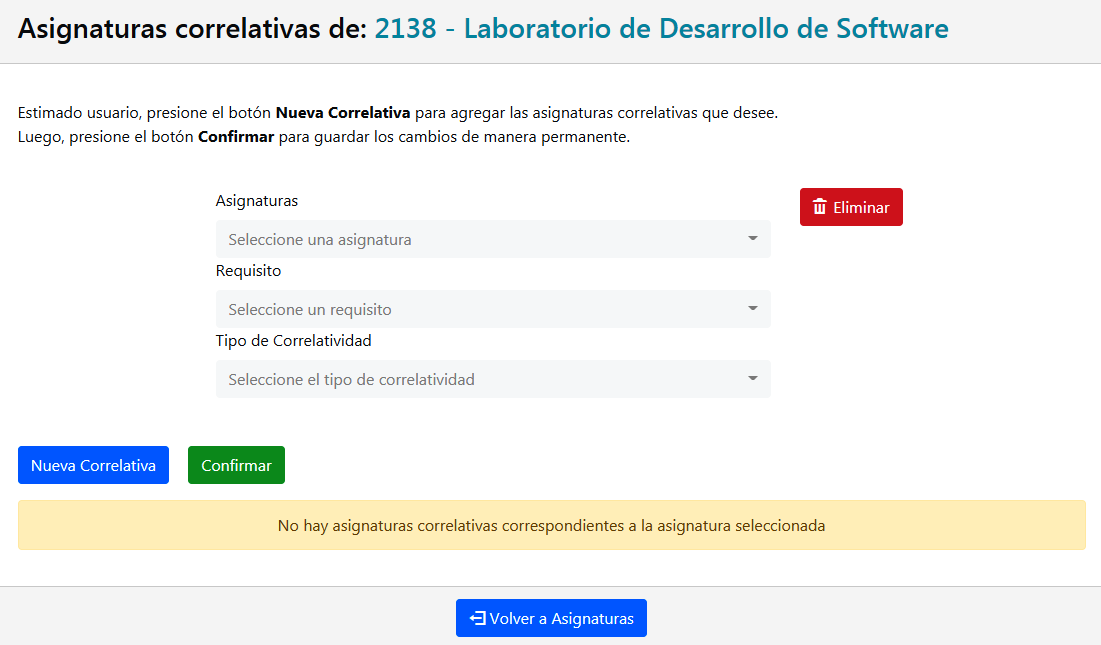 Asignaturas correlativas de: 2138 - Laboratorio de Desarrollo de Software
Estimado usuario, presione el botón Nueva Correlativa para agregar las asignaturas correlativas que desee.
Luego, presione el botón Confirmar para guardar los cambios de manera permanente.
Asignaturas
Eliminar
Seleccione una asignatura
Requisito
Seleccione un requisito
Tipo de Correlatividad
Seleccione el tipo de correlatividad
Nueva Correlativa
Confirmar
No hay asignaturas correlativas correspondientes a la asignatura seleccionada
Volver a Asignaturas